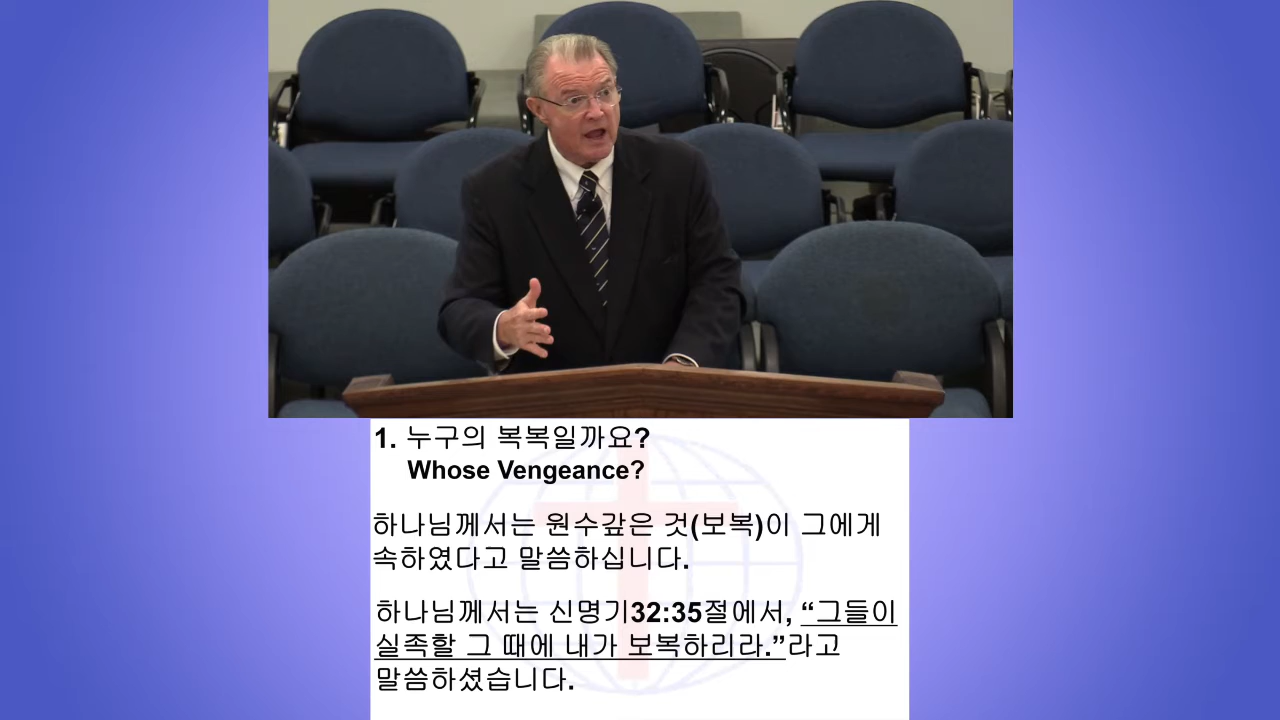 1. 누구의 복복일까요?
Whose Vengeance?
하나님께서는 원수갚은 것(보복)이 그에게
속하였다고 말씀하십니다.
하나님께서는 신명기32:35절에서, “그들이
실족할 그 때에 내가 보복하리라.”라고
말씀하셨습니다.